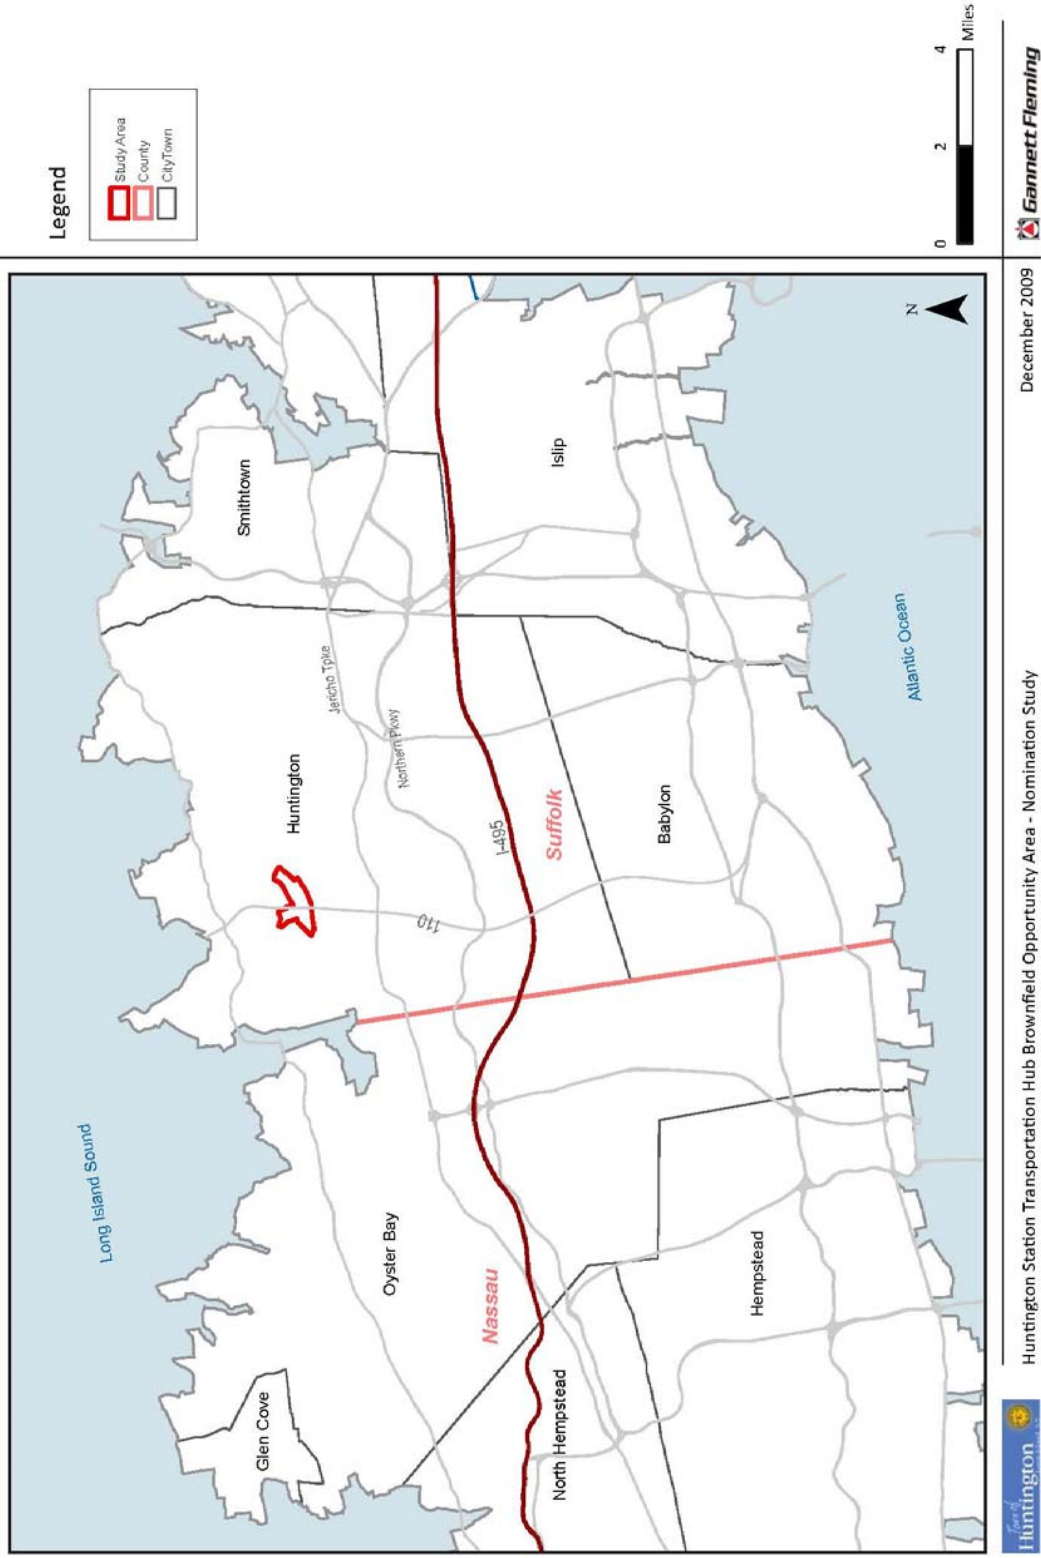 Long Island Sound
Glen Cove
Oyster Bay
Nassau
North Hempstead
Hempstead
Huntington
Smithtown
Jericho Tpke
Northern Pkwy
110
I-495
Suffolk
Babylon
Islip
Atlantic Ocean
N
Legend
Study Area
County
CityTown
0 2 4
Miles
Town of
Huntington
Huntington Station Transportation Hub Brownfield Opportunity Area - Nomination Study
December 2009
Gannett Fleming